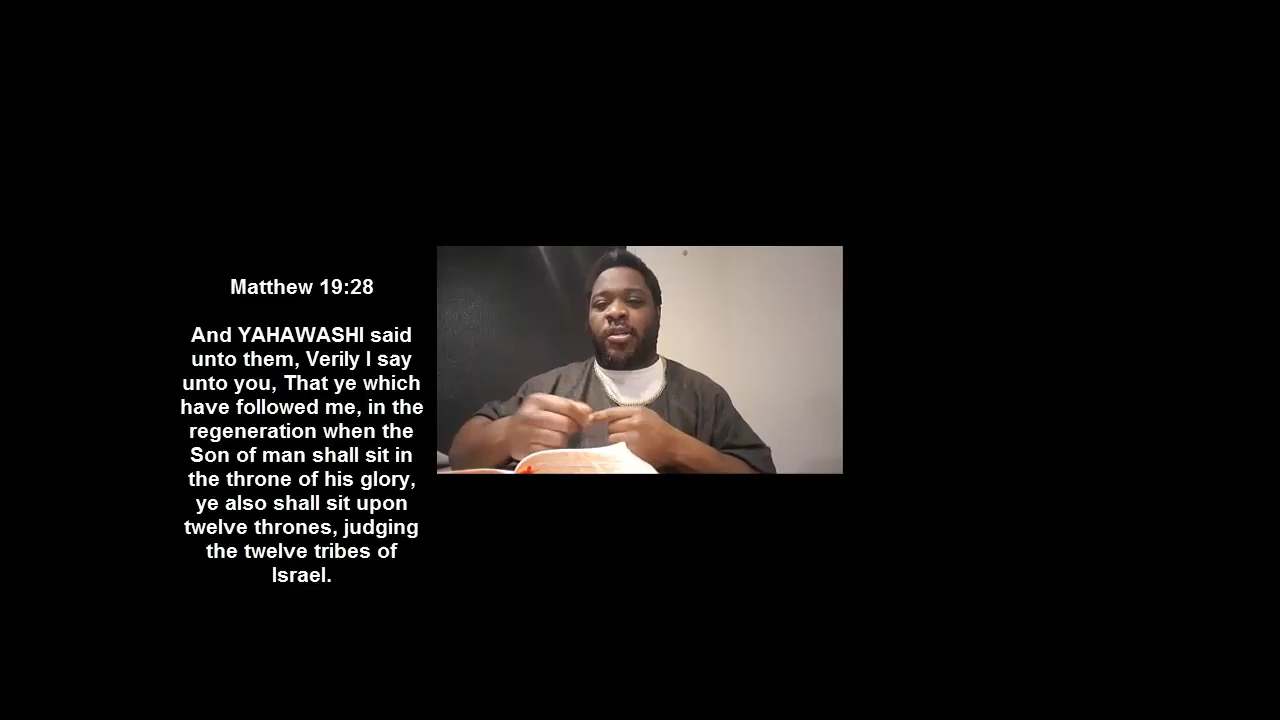 Matthew 19:28
And YAHAWASHI said
unto them, Verily I say
unto you, That ye which
have followed me, in the
regeneration when the
Son of man shall sit in
the throne of his glory,
ye also shall sit upon
twelve thrones, judging
the twelve tribes of
Israel.